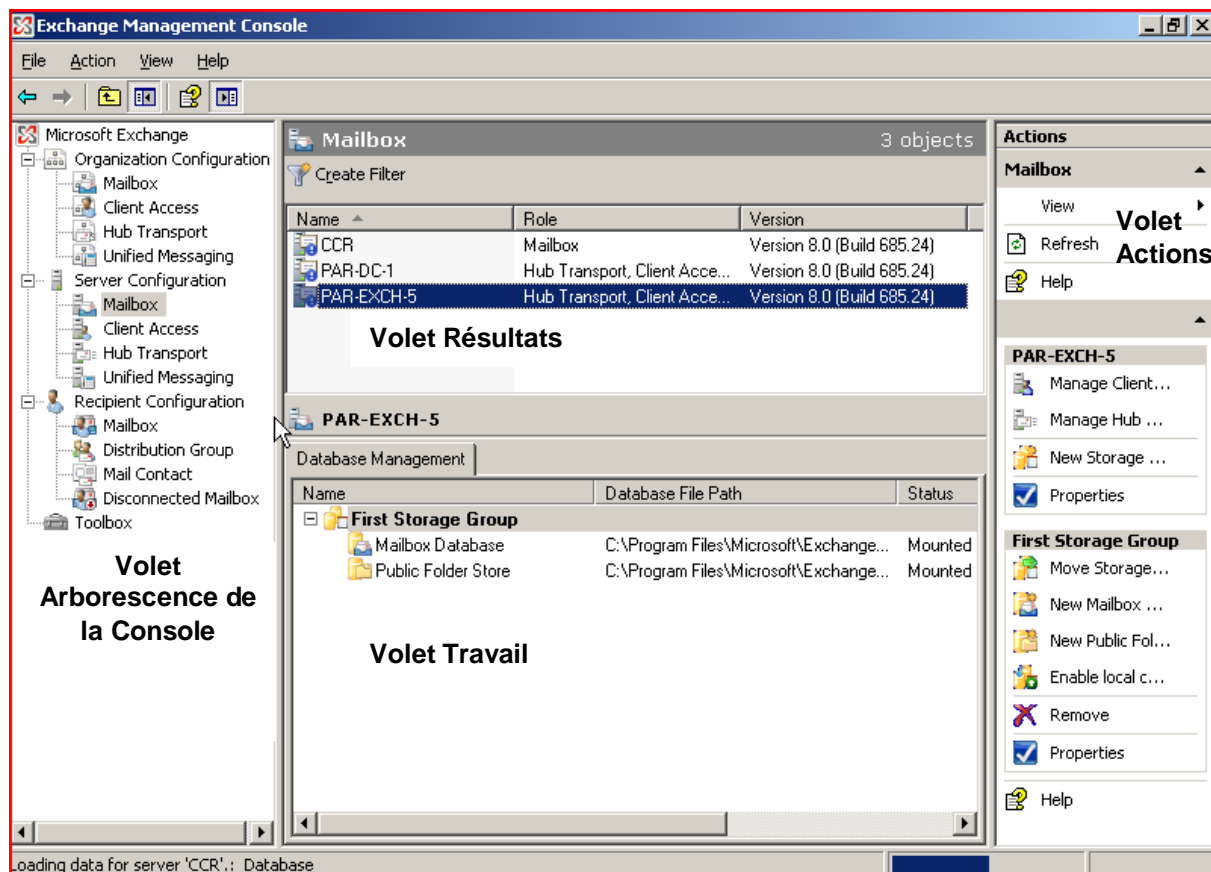 Exchange Management Console
File Action View Help
Microsoft Exchange
Organization Configuration
Mailbox
Client Access
Hub Transport
Unified Messaging
Server Configuration
Mailbox
Client Access
Hub Transport
Unified Messaging
Recipient Configuration
Mailbox
Distribution Group
Mail Contact
Disconnected Mailbox
Toolbox
Volet
Arborescence de
la Console
Mailbox 3 objects
Create Filter
Name Role Version
CCR Mailbox Version 8.0 (Build 685.24)
PAR-DC-1 Hub Transport, Client Acce... Version 8.0 (Build 685.24)
PAR-EXCH-5 Hub Transport, Client Acce... Version 8.0 (Build 685.24)
Volet Résultats
PAR-EXCH-5
Database Management
Name Database File Path Status
First Storage Group
Mailbox Database C:\Program Files\Microsoft\Exchange... Mounted
Public Folder Store C:\Program Files\Microsoft\Exchange... Mounted
Volet Travail
Actions
Mailbox
View
Refresh
Help
Volet
Actions
PAR-EXCH-5
Manage Client...
Manage Hub ...
New Storage ...
Properties
First Storage Group
Move Storage...
New Mailbox ...
New Public Fol...
Enable local c...
Remove
Properties
Help
Loading data for server 'CCR'.: Database